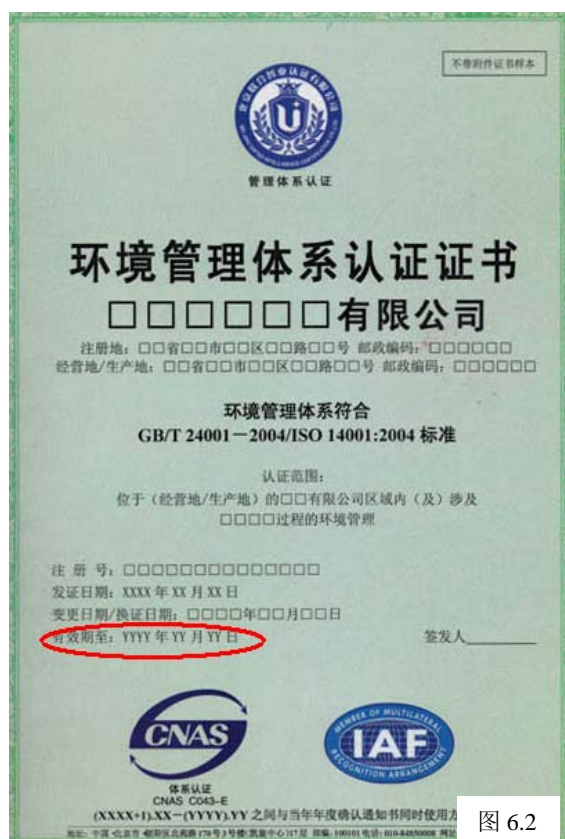 不带附件证书样本
管理体系认证
环境管理体系认证证书
□□□□□□□有限公司
注册地：□□省□□市□□区□□路□□号 邮政编码：□□□□□□
经营地/生产地：□□省□□市□□区□□路□□号 邮政编码：□□□□□□
环境管理体系符合
GB/T 24001－2004/ISO 14001:2004 标准
认证范围：
位于（经营地/生产地）的□□有限公司区域内（及）涉及
□□□□过程的环境管理
注 册 号：□□□□□□□□□□□□□□
发证日期：XXXX 年 XX 月 XX 日
变更日期/换证日期：□□□□年□□月□□日
有效期至：YYYY 年 YY 月 YY 日
签发人
CNAS
体系认证
CNAS C043-E
MEMBER OF MULTILATERAL
IAF
RECOGNITION ARRANGEMENT
(XXXX+1).XX－(YYYY).YY 之间与当年年度确认通知书同时使用方
图 6.2